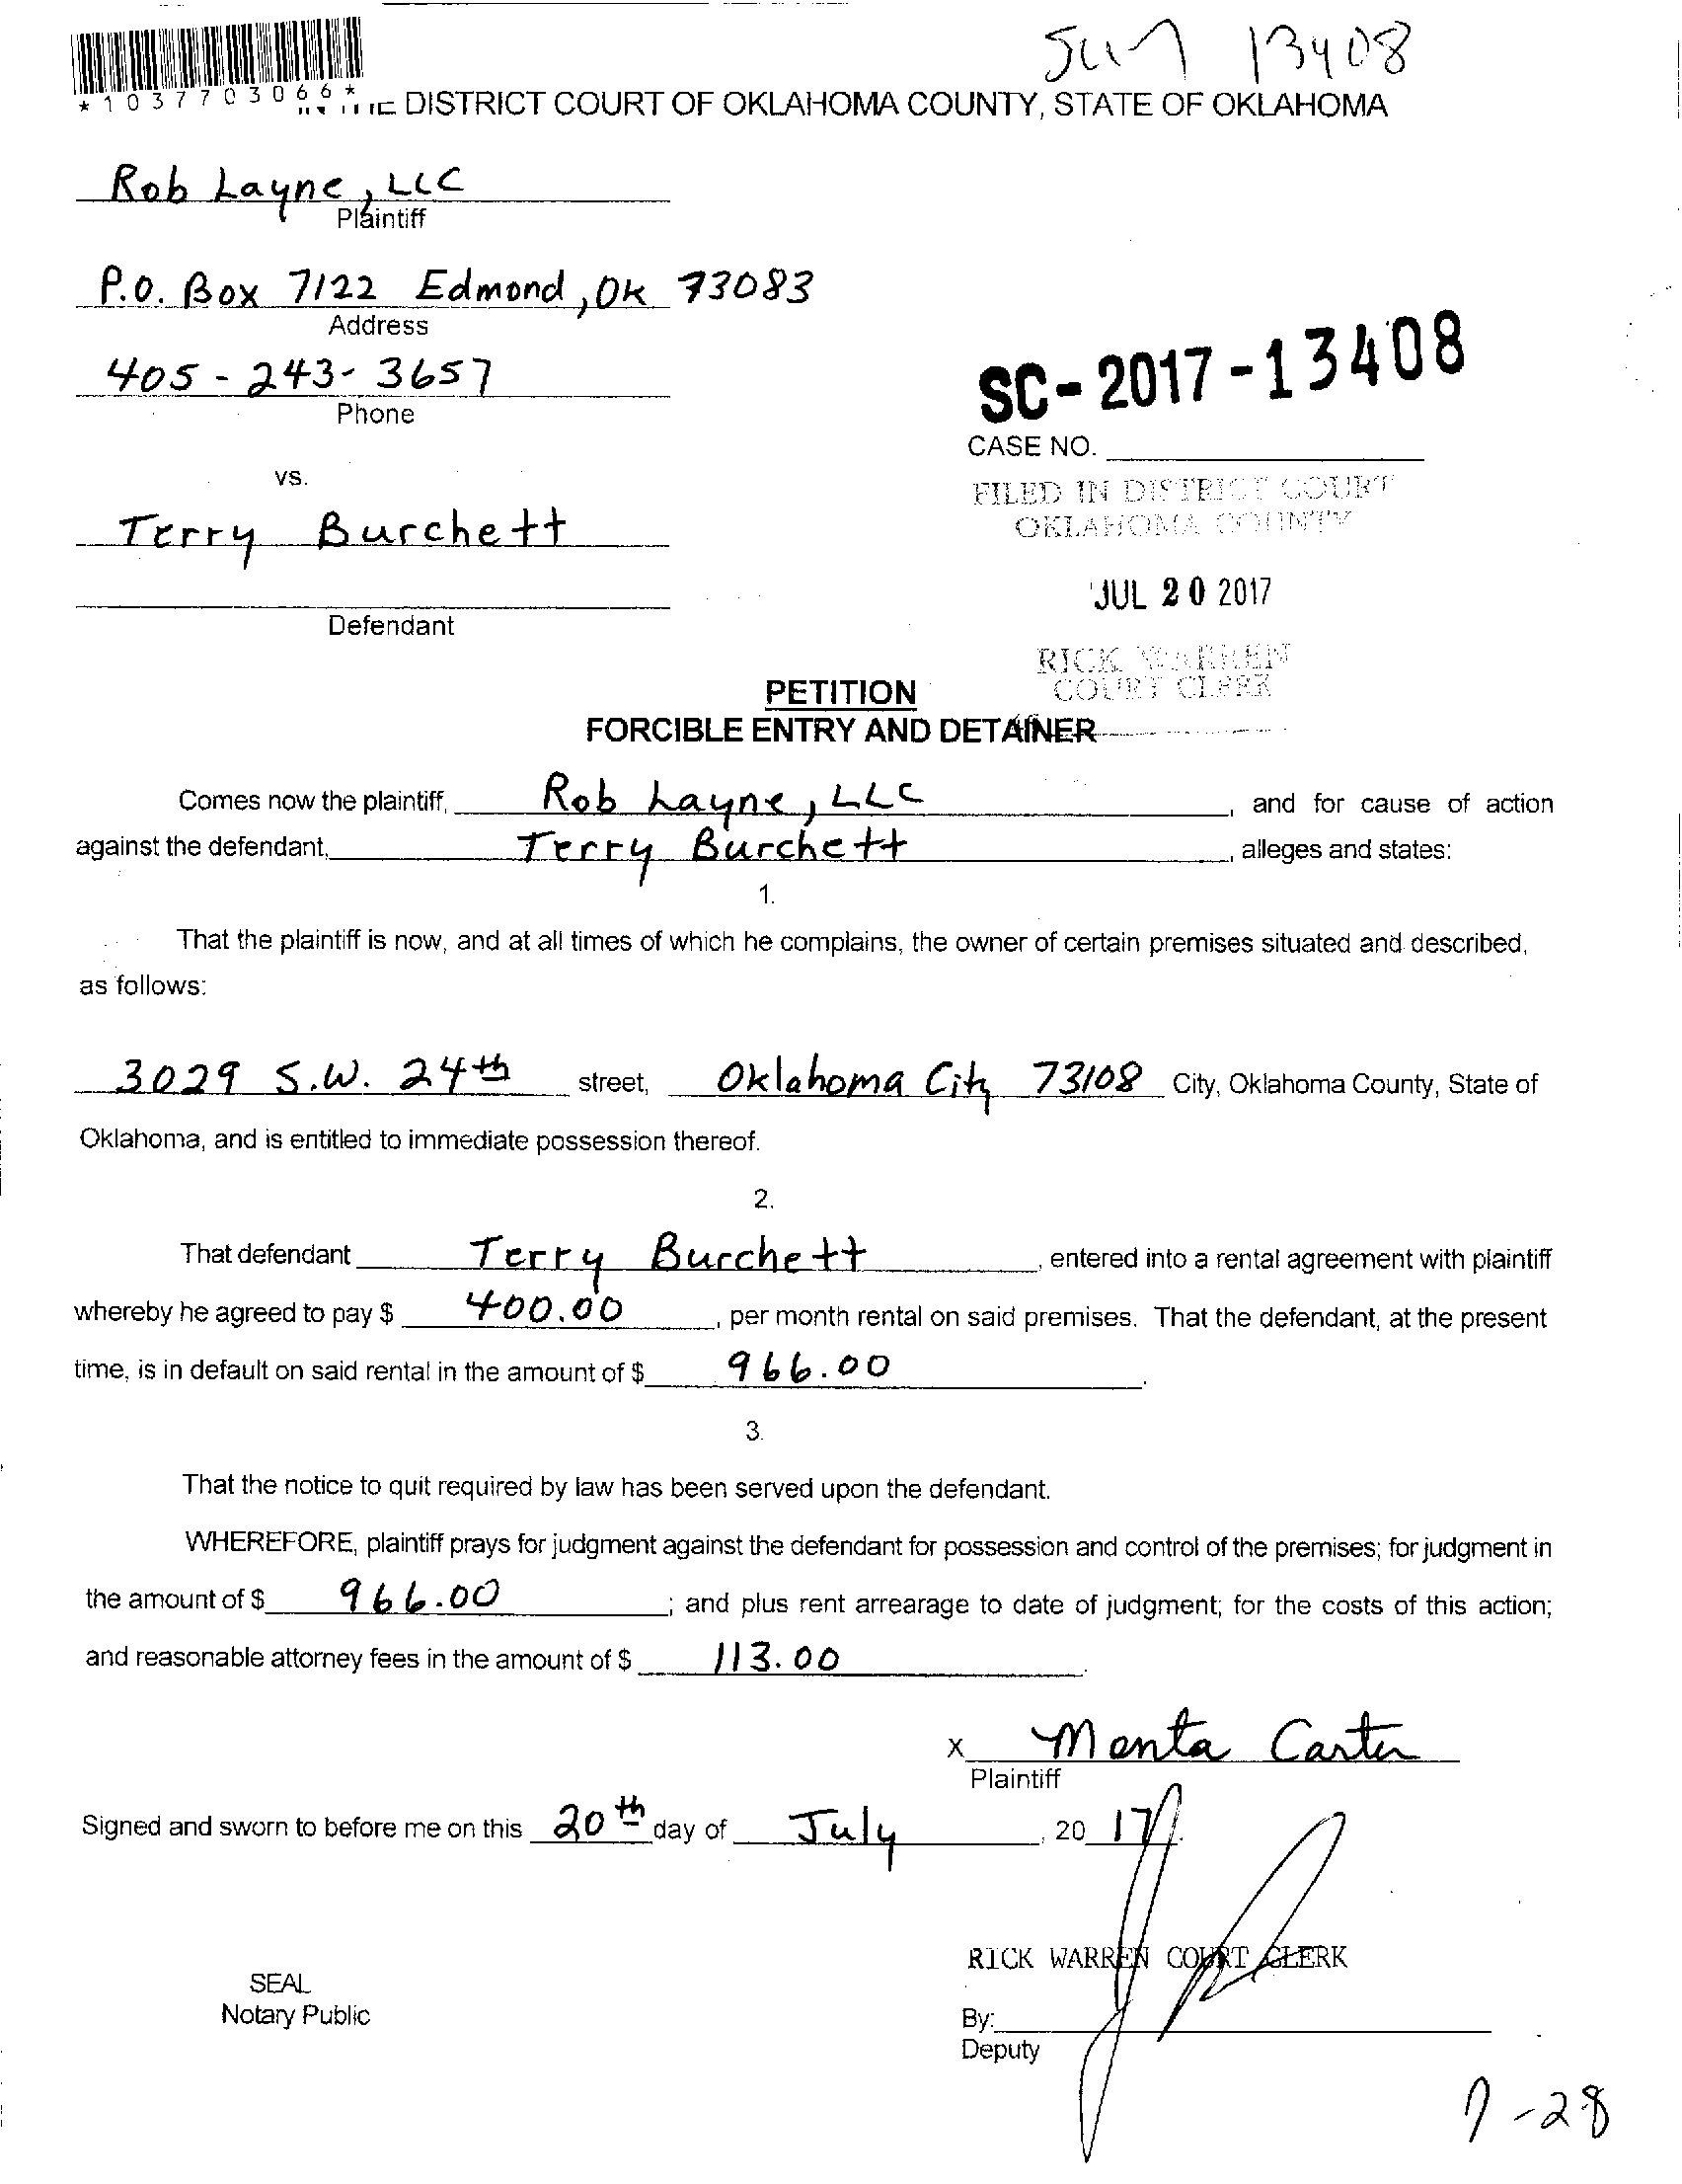 13408
*1037703066*
DISTRICT COURT OF OKLAHOMA COUNTY, STATE OF OKLAHOMA
Rob Layne, LLC
Plaintiff
P.O. Box 7122 Edmond, OK 73083
Address
405-243-3657
Phone
SC-2017-13408
CASE NO.
vs.
FILED IN DISTRICT COURT
OKLAHOMA COUNTY
Terry Burchett
JUL 20 2017
Defendant
RICK WARREN
COURT CLERK
PETITION
FORCIBLE ENTRY AND DETAINER
Comes now the plaintiff, Rob Layne, LLC, and for cause of action
against the defendant, Terry Burchett, alleges and states:
1.
That the plaintiff is now, and at all times of which he complains, the owner of certain premises situated and described,
as follows:
3029 S.W. 24th street, Oklahoma City 73108 City, Oklahoma County, State of
Oklahoma, and is entitled to immediate possession thereof.
2.
That defendant Terry Burchett, entered into a rental agreement with plaintiff
whereby he agreed to pay $ 400.00, per month rental on said premises. That the defendant, at the present
time, is in default on said rental in the amount of $ 966.00.
3.
That the notice to quit required by law has been served upon the defendant.
WHEREFORE, plaintiff prays for judgment against the defendant for possession and control of the premises; for judgment in
the amount of $ 966.00; and plus rent arrearage to date of judgment; for the costs of this action;
and reasonable attorney fees in the amount of $ 113.00.
X Menta Carter
Plaintiff
Signed and sworn to before me on this 20th day of July, 2017.
RICK WARREN COURT CLERK
SEAL
Notary Public
By:
Deputy
7-28